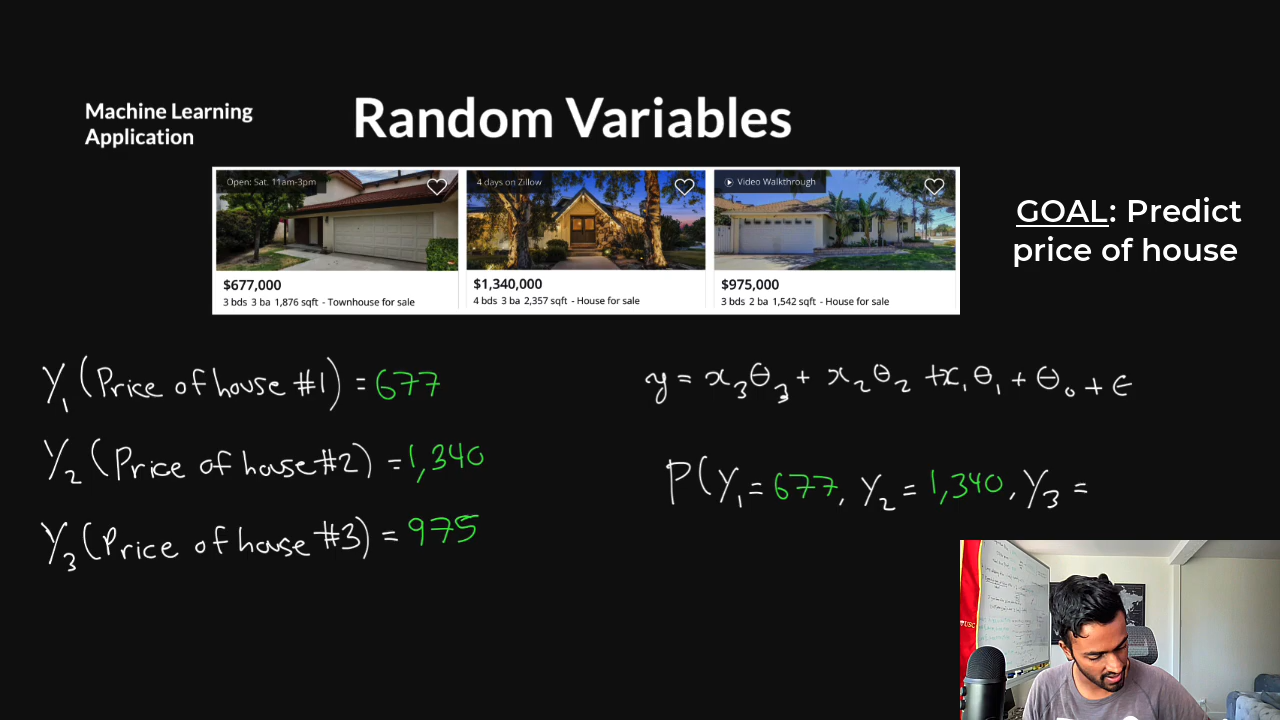 Machine Learning
Application
Random Variables
Open: Sat. 11am-3pm
4 days on Zillow
Video Walkthrough
$677,000
3 bds 3 ba 1,876 sqft - Townhouse for sale
$1,340,000
4 bds 3 ba 2,357 sqft - House for sale
$975,000
3 bds 2 ba 1,542 sqft - House for sale
GOAL: Predict
price of house
Y₁ (Price of house #1) = 677
Y₂ (Price of house #2) = 1,340
Y₃ (Price of house #3) = 975
y = x₃θ₃ + x₂θ₂ + x₁θ₁ + θ₀ + ϵ
P(Y₁ = 677, Y₂ = 1,340, Y₃ =
USC